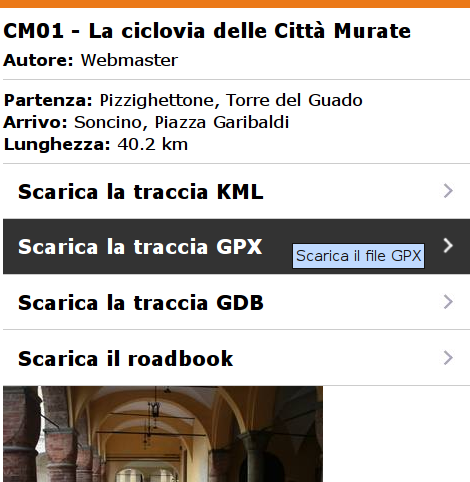 CM01 - La ciclovia delle Città Murate
Autore: Webmaster
Partenza: Pizzighettone, Torre del Guado
Arrivo: Soncino, Piazza Garibaldi
Lunghezza: 40.2 km
Scarica la traccia KML
Scarica la traccia GPX
Scarica il file GPX
Scarica la traccia GDB
Scarica il roadbook